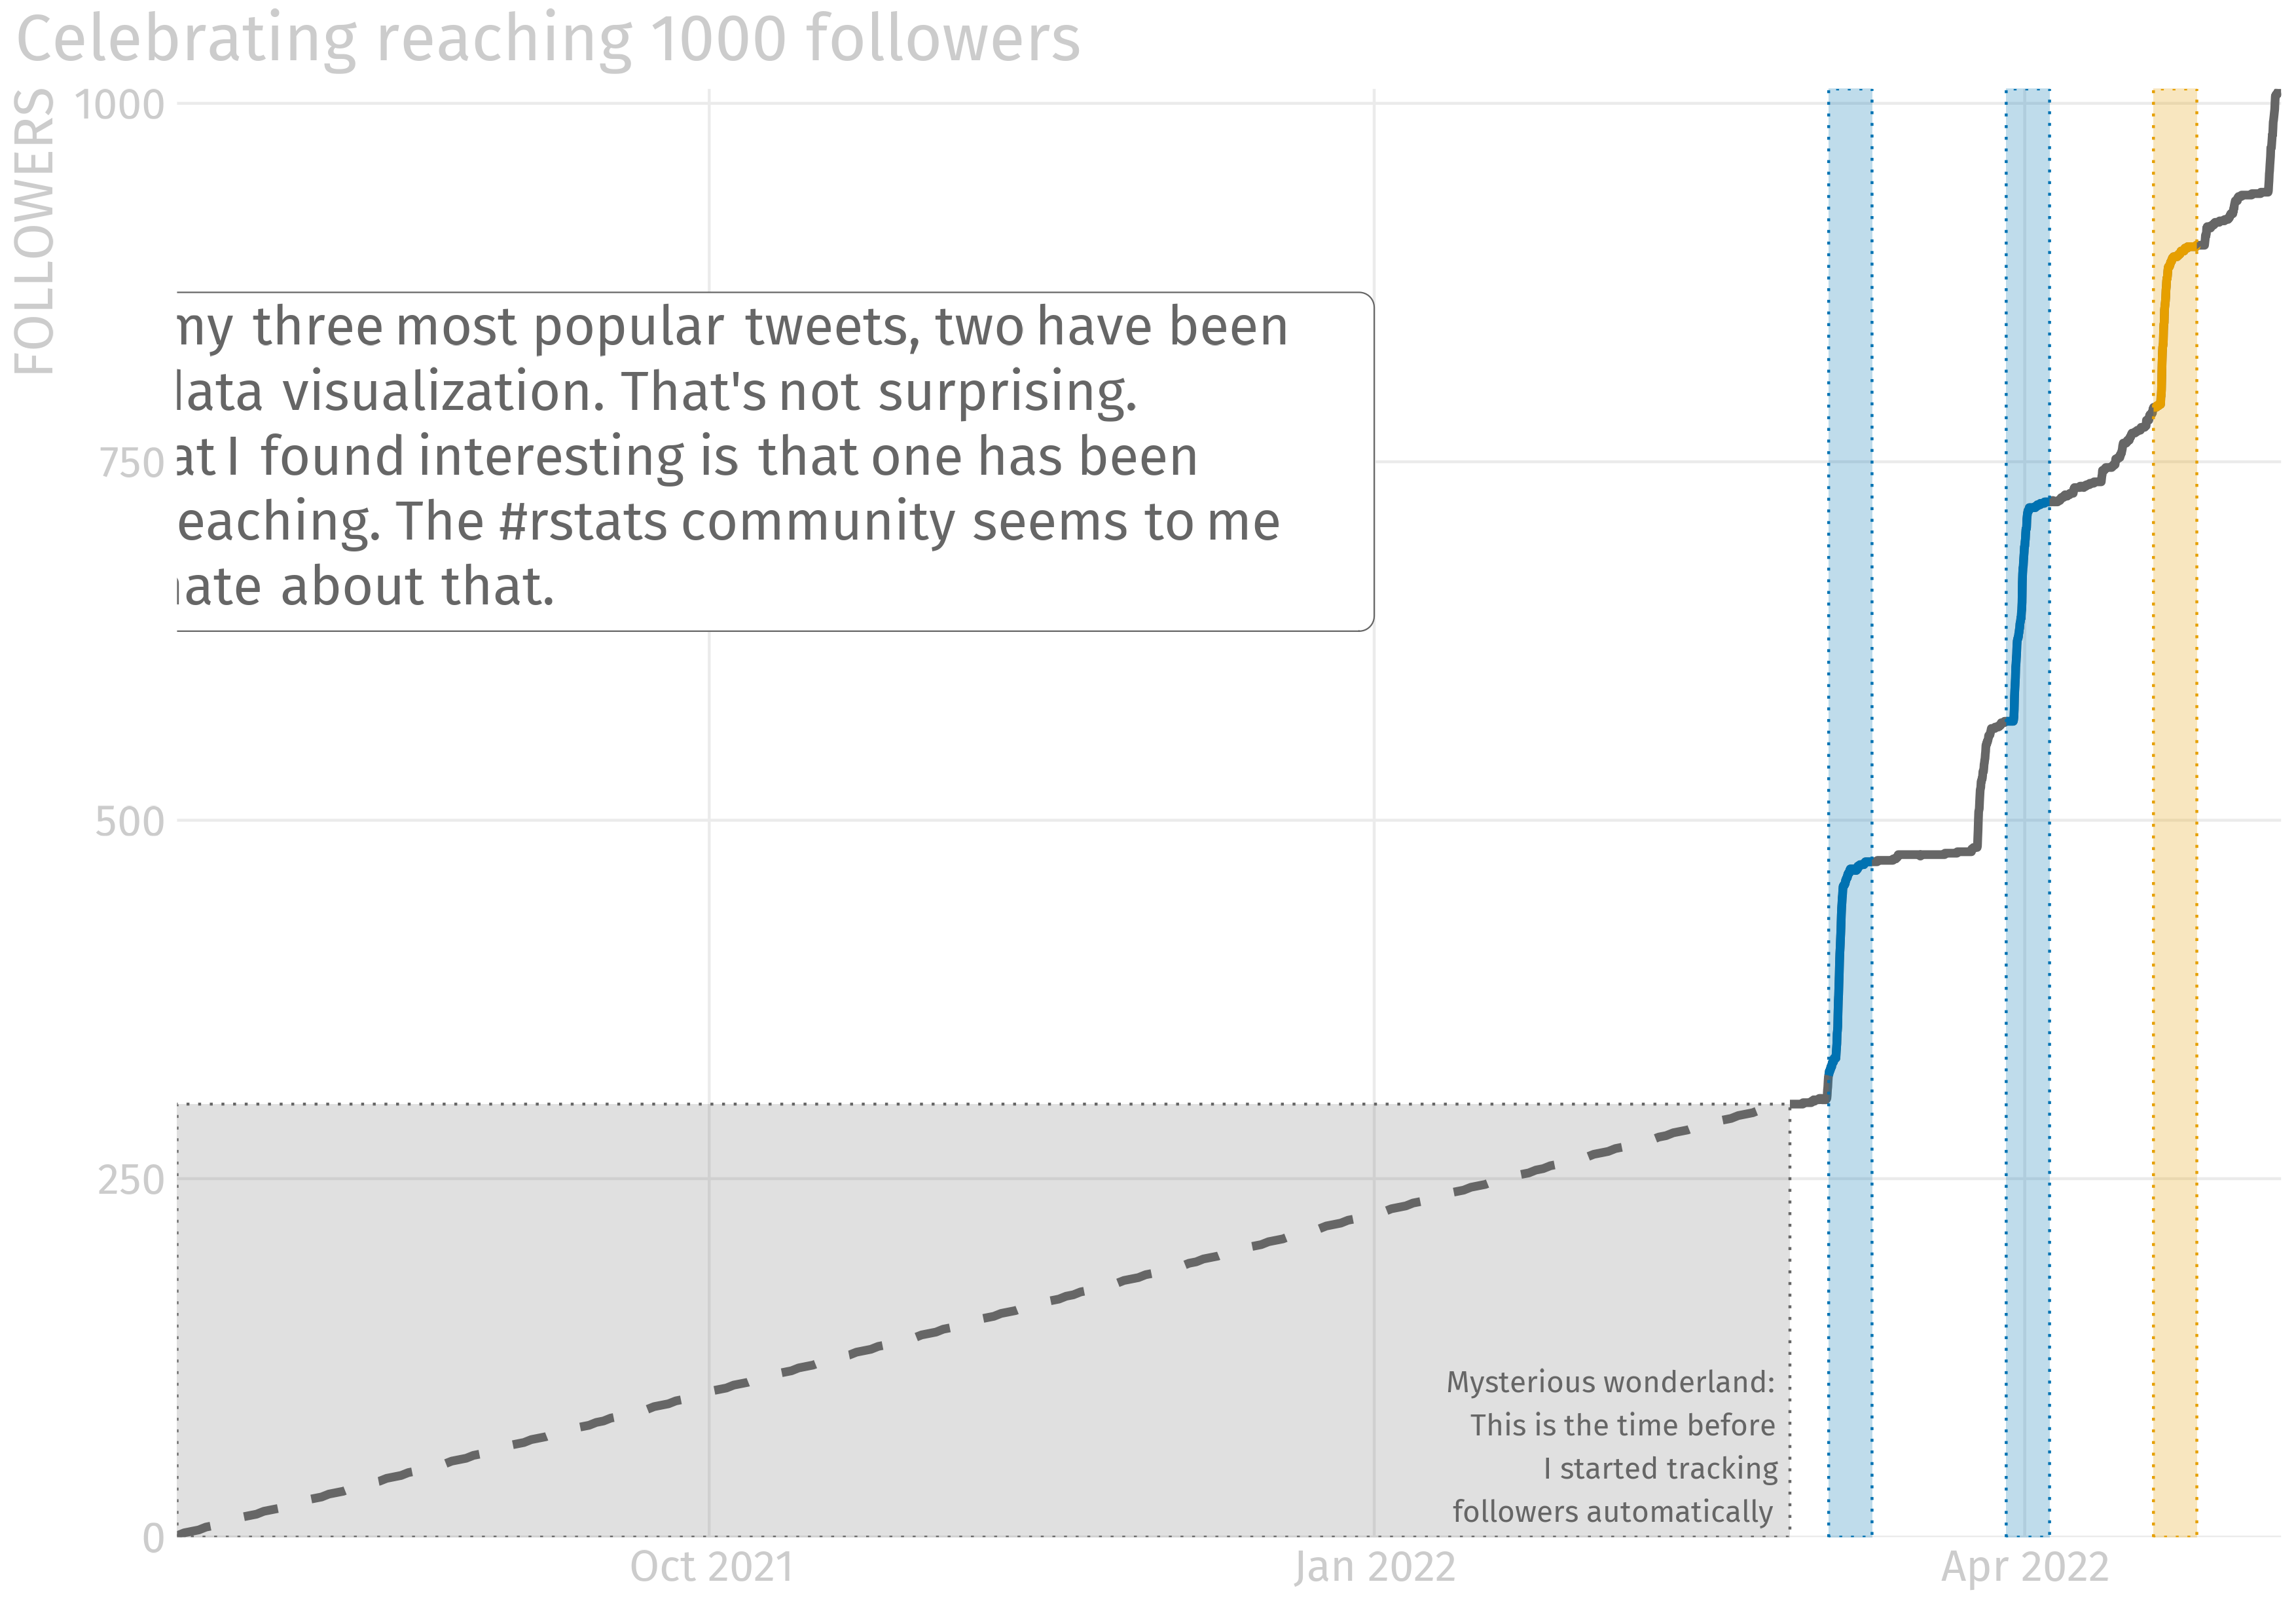 Celebrating reaching 1000 followers
FOLLOWERS
1000
750
500
250
0
my three most popular tweets, two have been
data visualization. That's not surprising.
at I found interesting is that one has been
eaching. The #rstats community seems to me
ate about that.
Mysterious wonderland:
This is the time before
I started tracking
followers automatically
Oct 2021
Jan 2022
Apr 2022